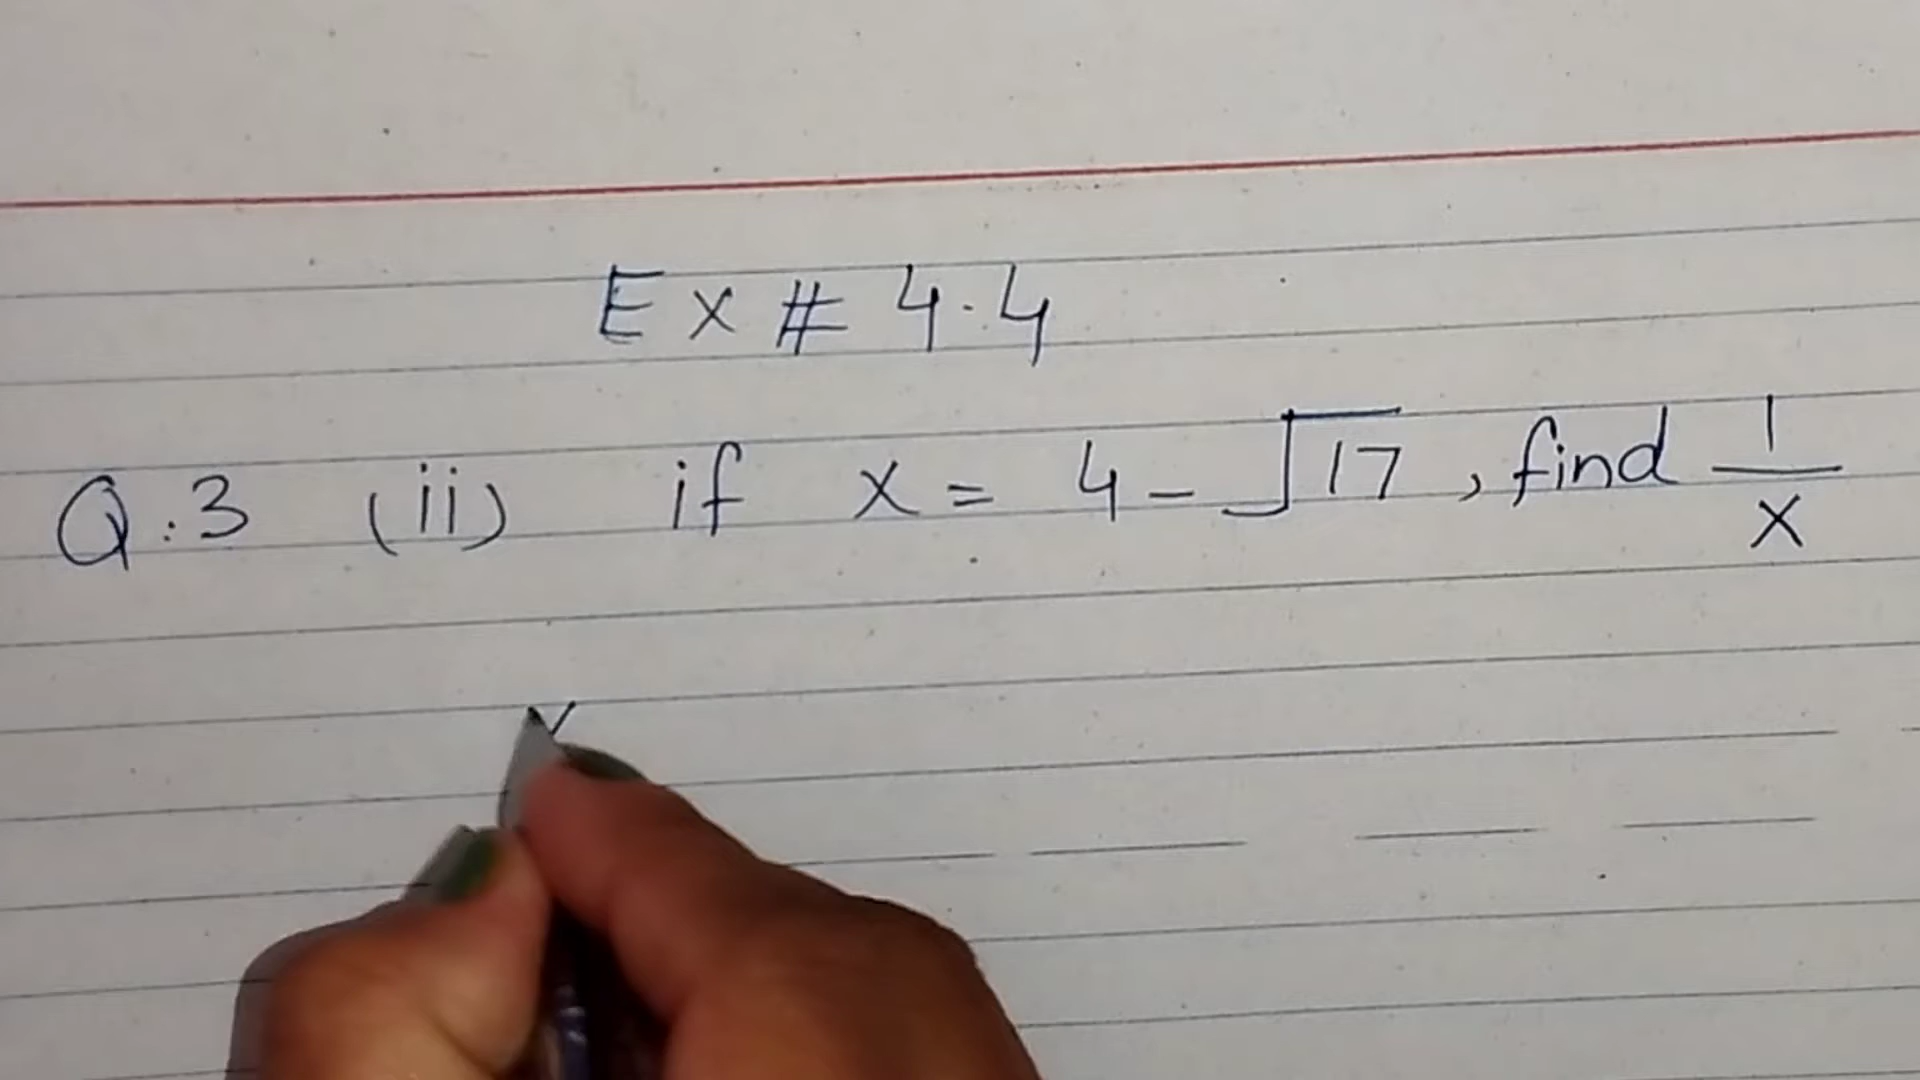 Ex # 4.4
Q:3 (ii) if x = 4 - √17, find 1/x
x